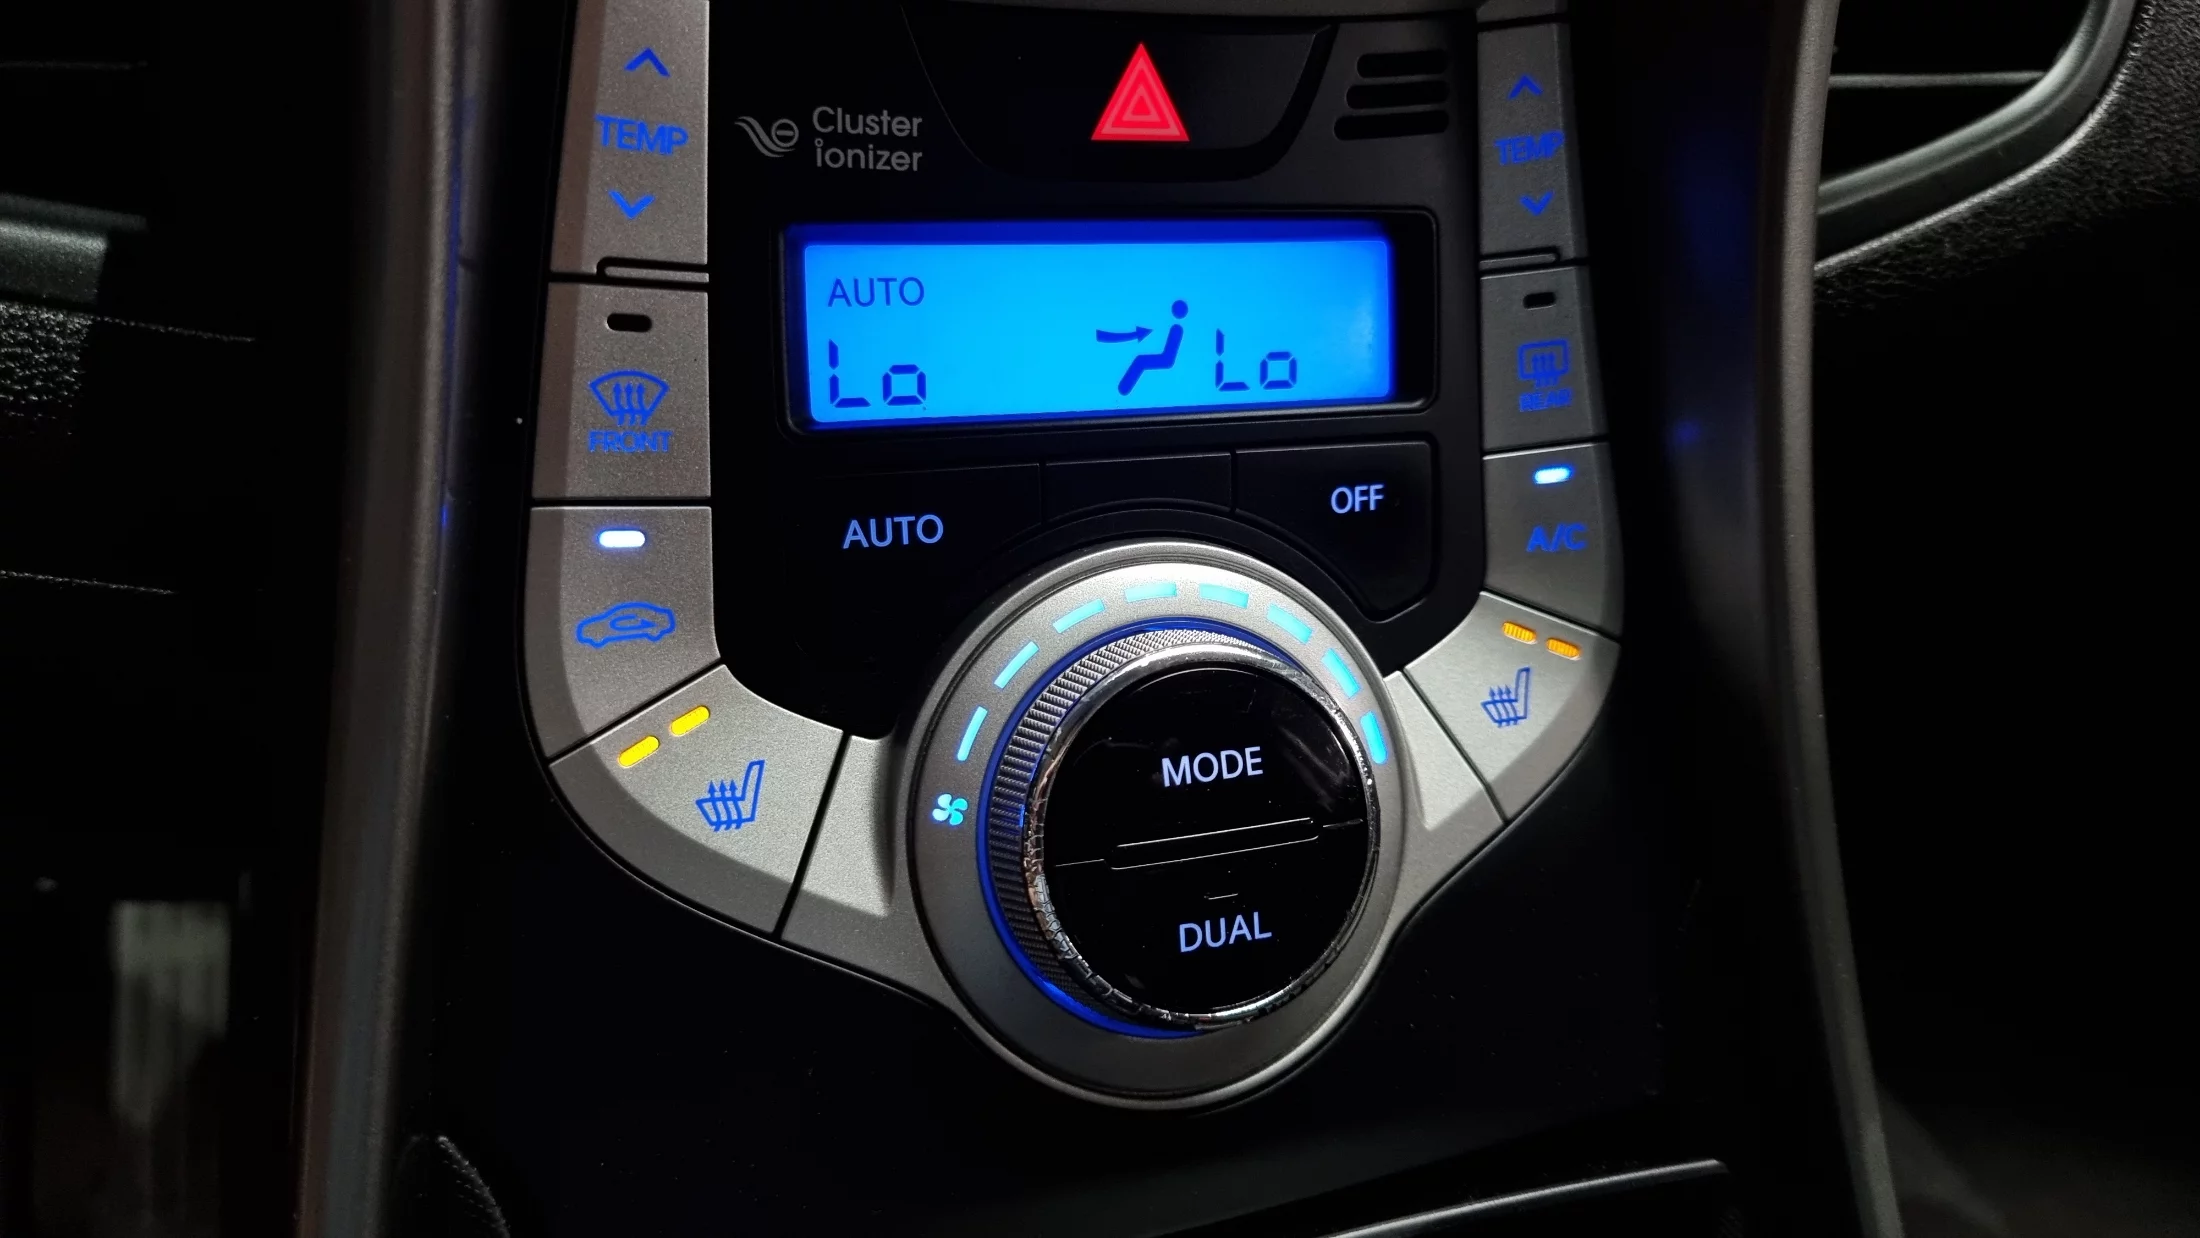 TEMP
Cluster
ionizer
TEMP
AUTO
Lo
Lo
FRONT
REAR
AUTO
OFF
A/C
MODE
DUAL